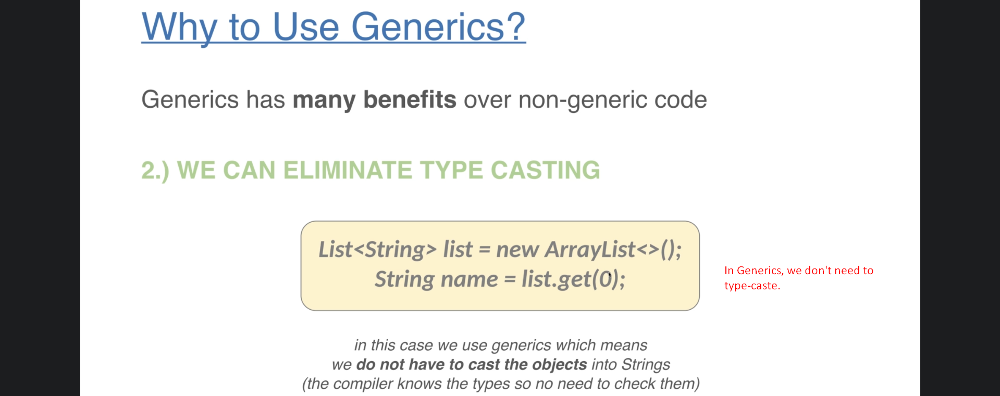 Why to Use Generics?
Generics has many benefits over non-generic code
2.) WE CAN ELIMINATE TYPE CASTING
List<String> list = new ArrayList<>();
String name = list.get(0);
In Generics, we don't need to
type-caste.
in this case we use generics which means
we do not have to cast the objects into Strings
(the compiler knows the types so no need to check them)